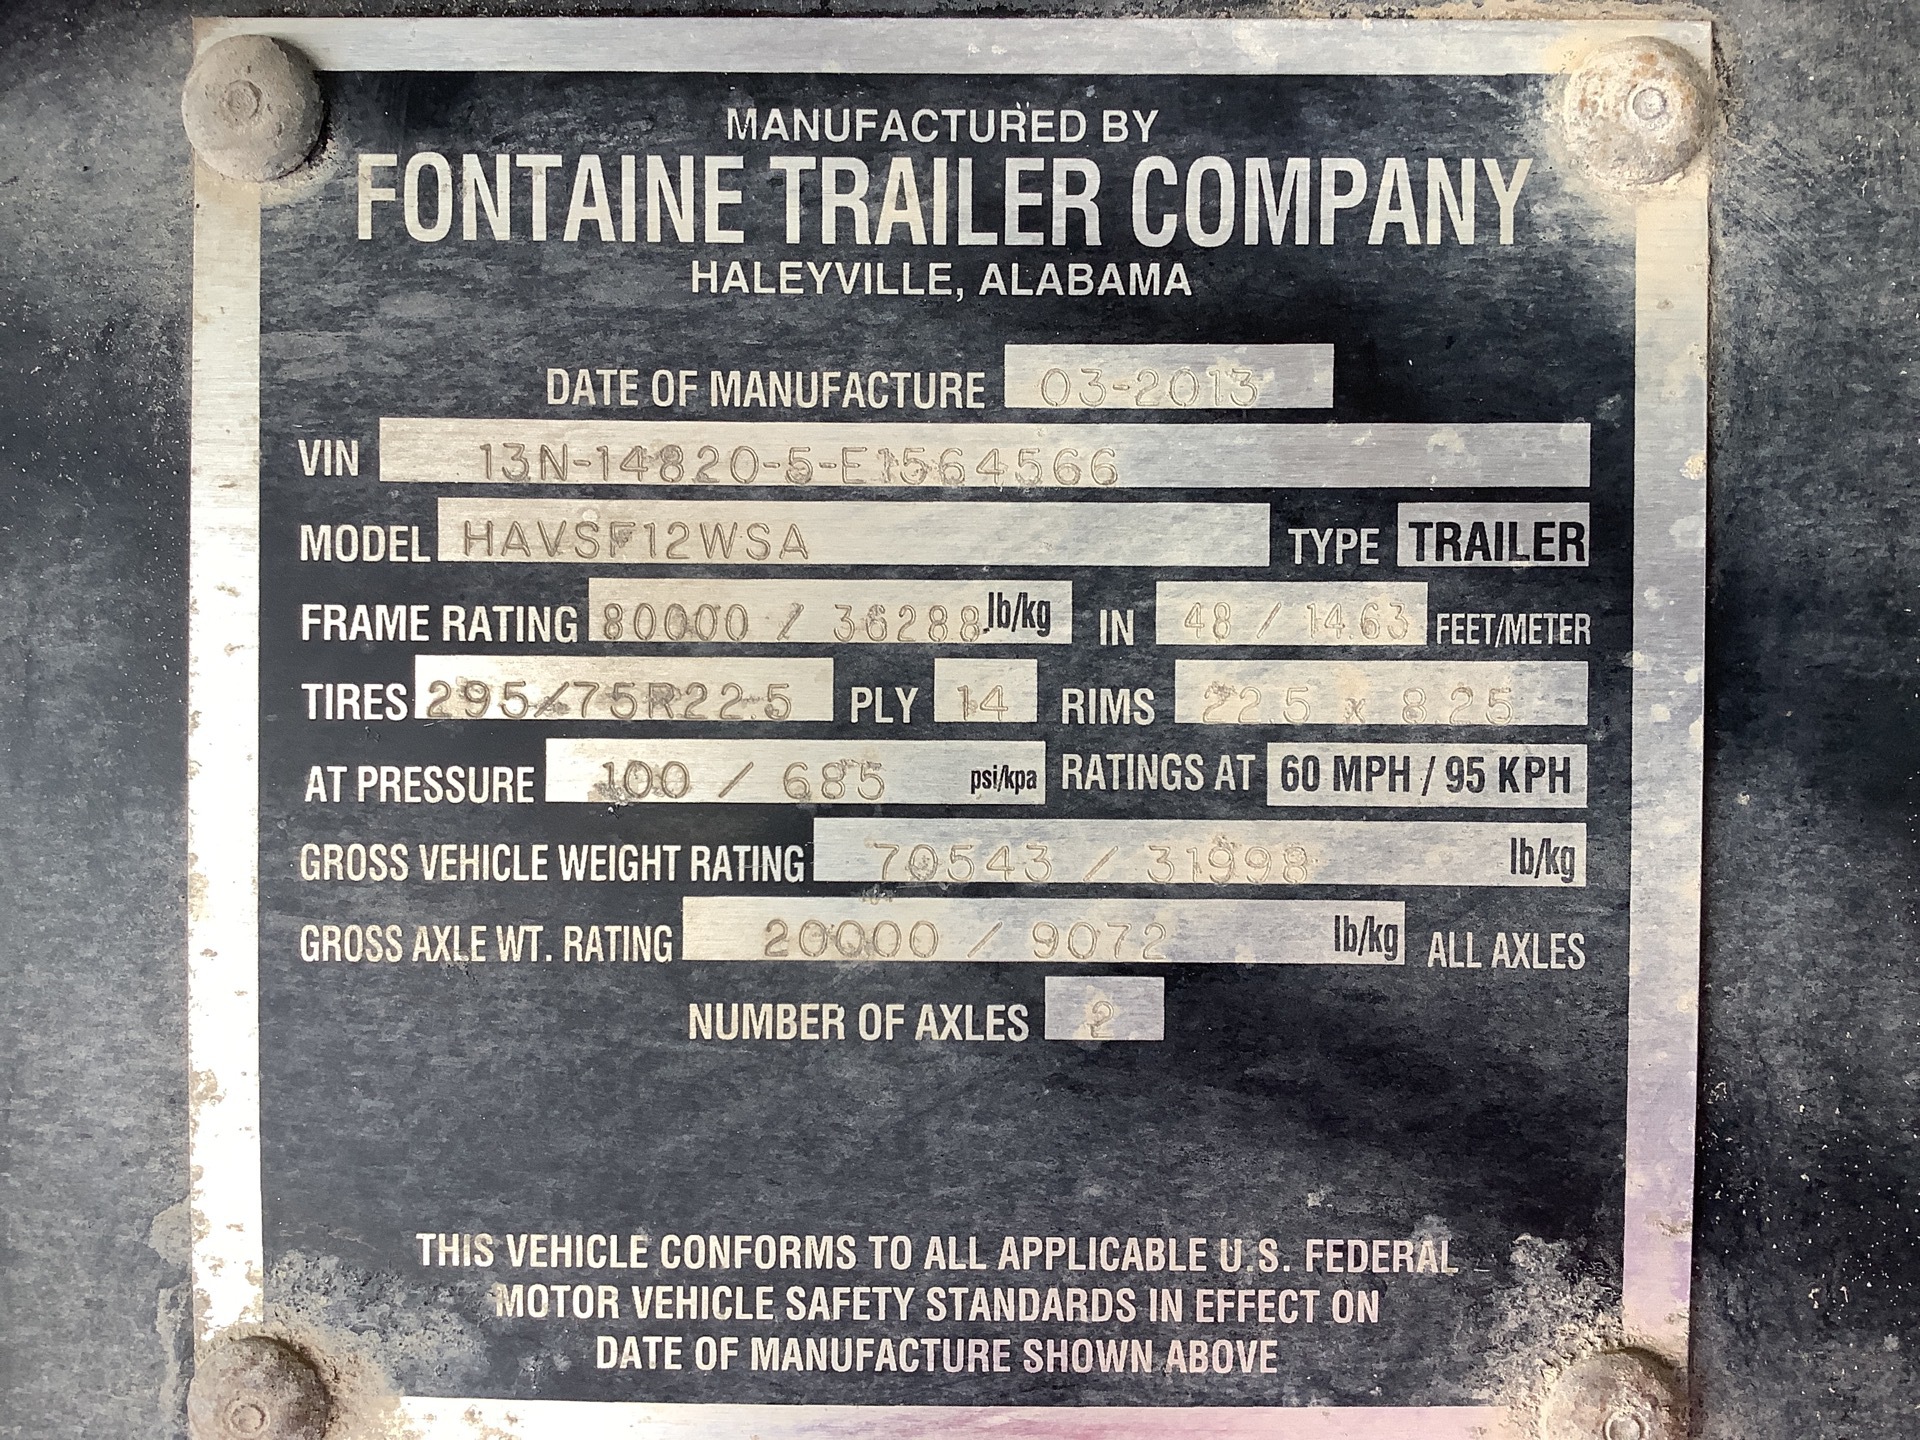 MANUFACTURED BY
FONTAINE TRAILER COMPANY
HALEYVILLE, ALABAMA
DATE OF MANUFACTURE 03-2013
VIN 13N-14820-5-E1564566
MODEL HAVSF12WSA TYPE TRAILER
FRAME RATING 80000 / 36288 lb/kg IN 48 / 14.63 FEET/METER
TIRES 295/75R22.5 PLY 14 RIMS 22.5 x 8.25
AT PRESSURE 100 / 685 psi/kpa RATINGS AT 60 MPH / 95 KPH
GROSS VEHICLE WEIGHT RATING 70543 / 31998 lb/kg
GROSS AXLE WT. RATING 20000 / 9072 lb/kg ALL AXLES
NUMBER OF AXLES 2
THIS VEHICLE CONFORMS TO ALL APPLICABLE U.S. FEDERAL
MOTOR VEHICLE SAFETY STANDARDS IN EFFECT ON
DATE OF MANUFACTURE SHOWN ABOVE